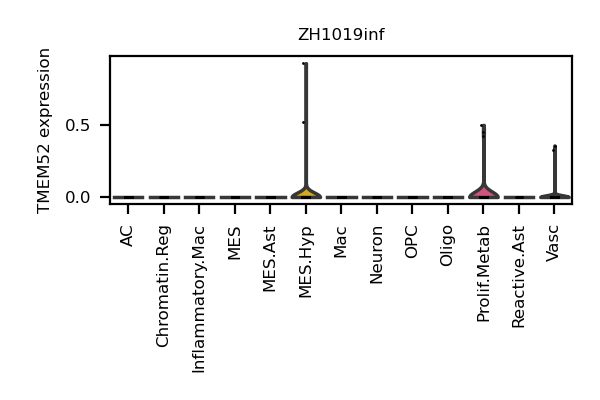 ZH1019inf
TMEM52 expression
0.5
0.0
AC
Chromatin.Reg
Inflammatory.Mac
MES
MES.Ast
MES.Hyp
Mac
Neuron
OPC
Oligo
Prolif.Metab
Reactive.Ast
Vasc